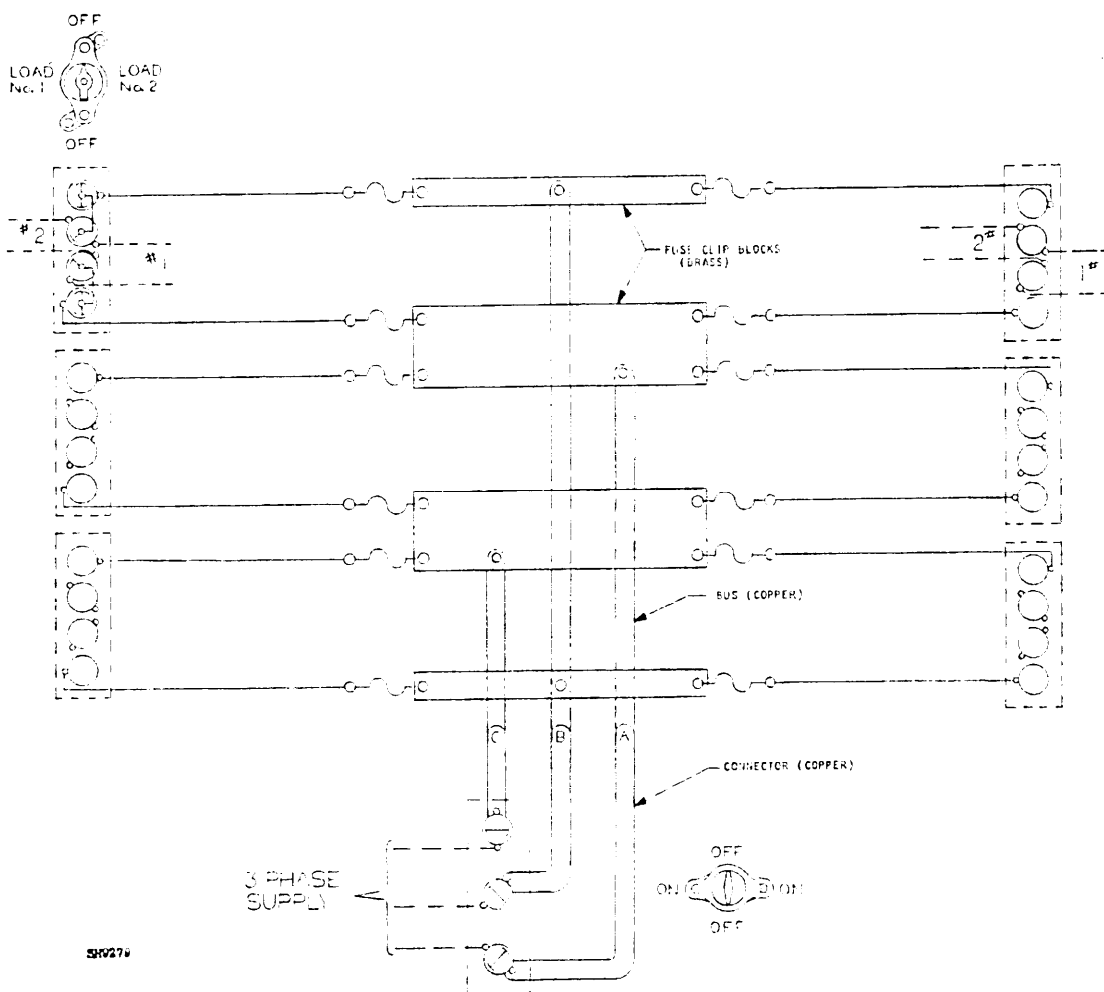 OFF
LOAD
No. 1
LOAD
No. 2
OFF
#2
#1
2#
1#
FUSE CLIP BLOCKS
(BRASS)
BUS (COPPER)
C
B
A
CONNECTOR (COPPER)
3 PHASE
SUPPLY
OFF
ON
ON
OFF
SH9279